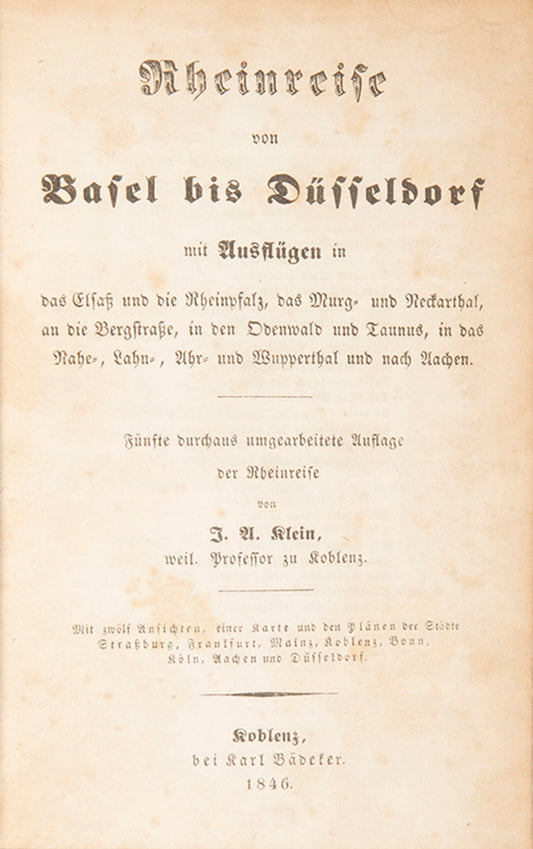 Rheinreise
von
Basel bis Düsseldorf
mit Ausflügen in
das Elsaß und die Rheinpfalz, das Murg- und Neckarthal,
an die Bergstraße, in den Odenwald und Taunus, in das
Nahe-, Lahn-, Ahr- und Wupperthal und nach Aachen.
Fünfte durchaus umgearbeitete Auflage
der Rheinreise
von
J. A. Klein,
weil. Professor zu Koblenz.
Mit zwölf Ansichten, einer Karte und den Plänen der Städte
Straßburg, Frankfurt, Mainz, Koblenz, Bonn,
Köln, Aachen und Düsseldorf.
Koblenz,
bei Karl Bädeker.
1846.